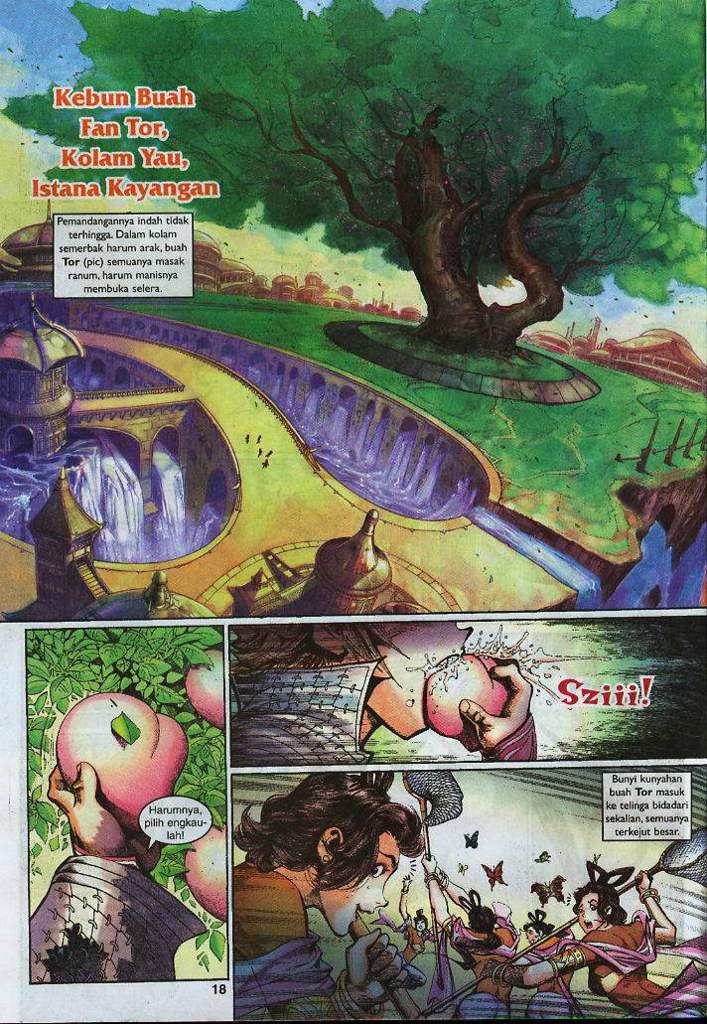 Kebun Buah
Fan Tor,
Kolam Yau,
Istana Kayangan
Pemandangannya indah tidak
terhingga. Dalam kolam
semerbak harum arak, buah
Tor (pic) semuanya masak
ranum, harum manisnya
membuka selera.
Harumnya,
pilih engkau-
lah!
Sziii!
Bunyi kunyahan
buah Tor masuk
ke telinga bidadari
sekalian, semuanya
terkejut besar.
18